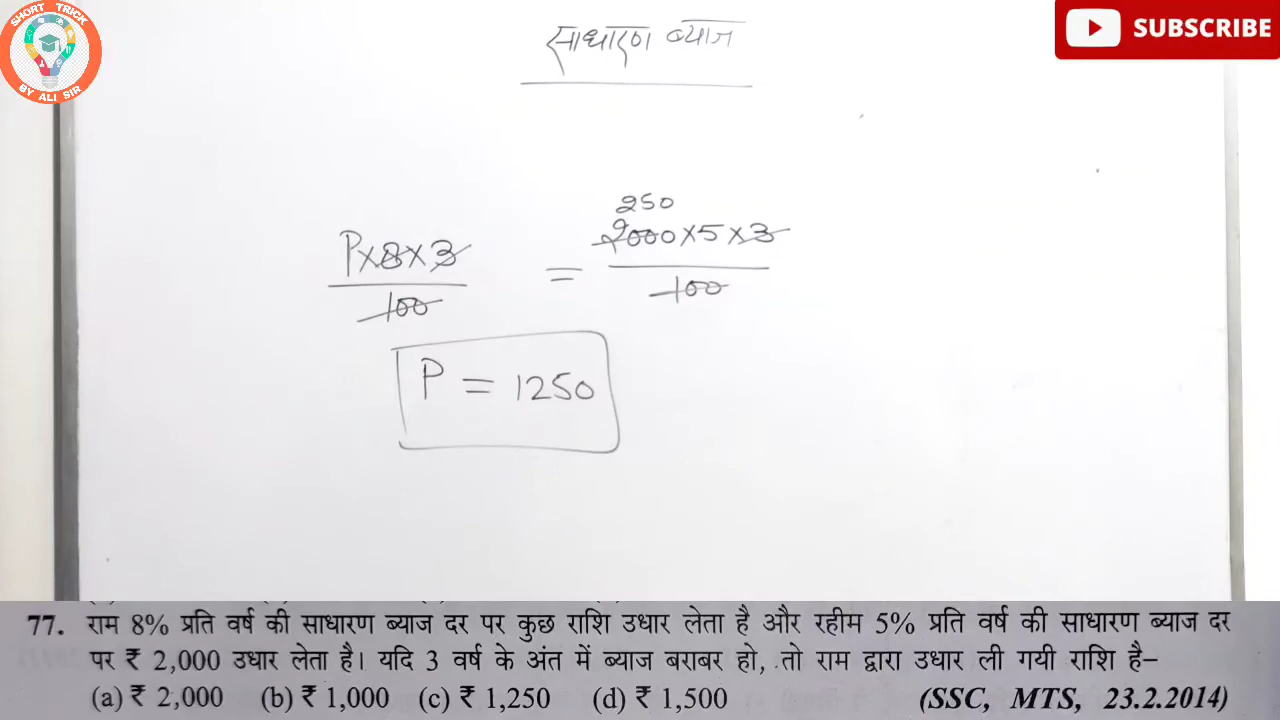 SHORT TRICK
BY ALI SIR
SUBSCRIBE
साधारण ब्याज
250
P×8×3 = 2000×5×3
100 100
P = 1250
77. राम 8% प्रति वर्ष की साधारण ब्याज दर पर कुछ राशि उधार लेता है और रहीम 5% प्रति वर्ष की साधारण ब्याज दर
पर ₹ 2,000 उधार लेता है। यदि 3 वर्ष के अंत में ब्याज बराबर हो, तो राम द्वारा उधार ली गयी राशि है–
(a) ₹ 2,000 (b) ₹ 1,000 (c) ₹ 1,250 (d) ₹ 1,500 (SSC, MTS, 23.2.2014)